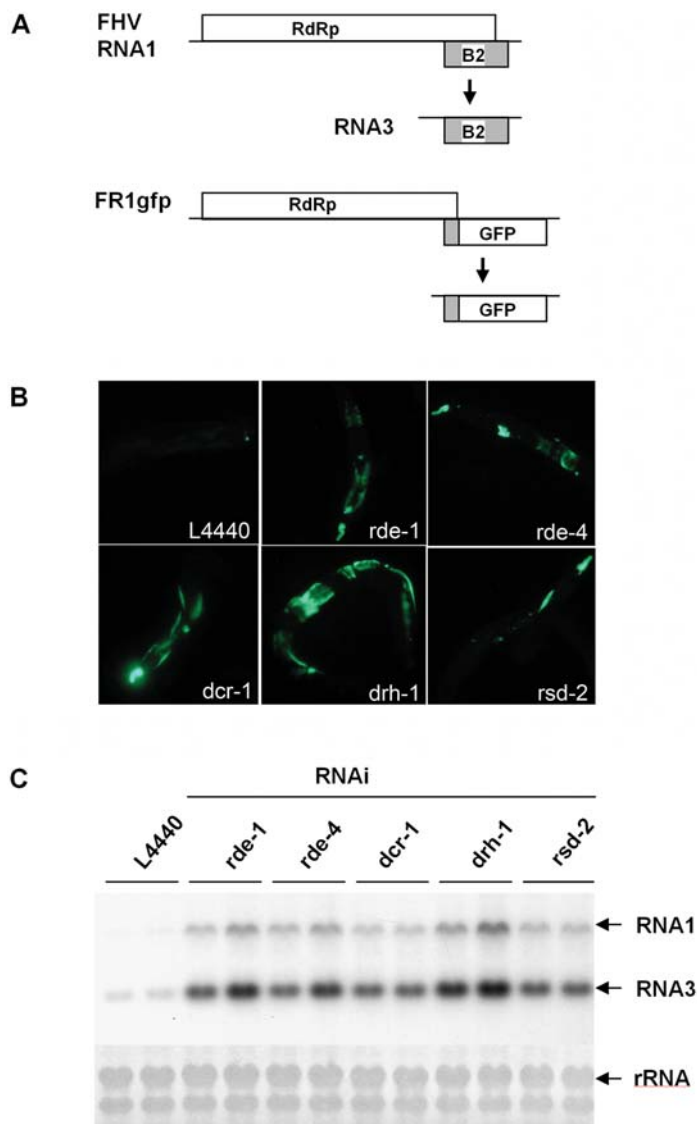 A
FHV
RNA1
RdRp
B2
RNA3
B2
FR1gfp
RdRp
GFP
GFP
B
L4440
rde-1
rde-4
dcr-1
drh-1
rsd-2
C
RNAi
L4440
rde-1
rde-4
dcr-1
drh-1
rsd-2
RNA1
RNA3
rRNA